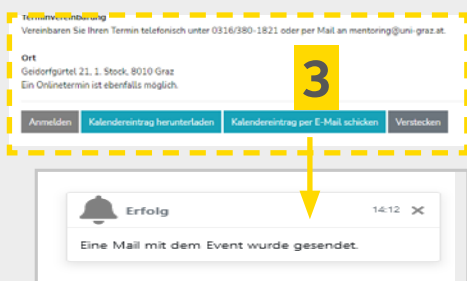 Terminvereinbarung
Vereinbaren Sie Ihren Termin telefonisch unter 0316/380-1821 oder per Mail an mentoring@uni-graz.at.
Ort
Geidorfgürtel 21, 1. Stock, 8010 Graz
Ein Onlinetermin ist ebenfalls möglich.
3
Anmelden Kalendereintrag herunterladen Kalendereintrag per E-Mail schicken Verstecken
Erfolg 14:12
Eine Mail mit dem Event wurde gesendet.